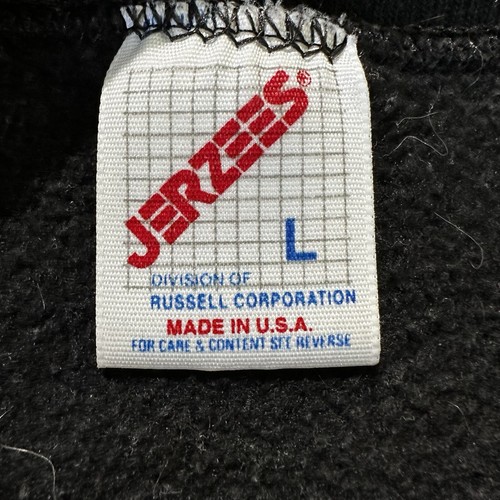 JERZEES®
L
DIVISION OF
RUSSELL CORPORATION
MADE IN U.S.A.
FOR CARE & CONTENT SEE REVERSE